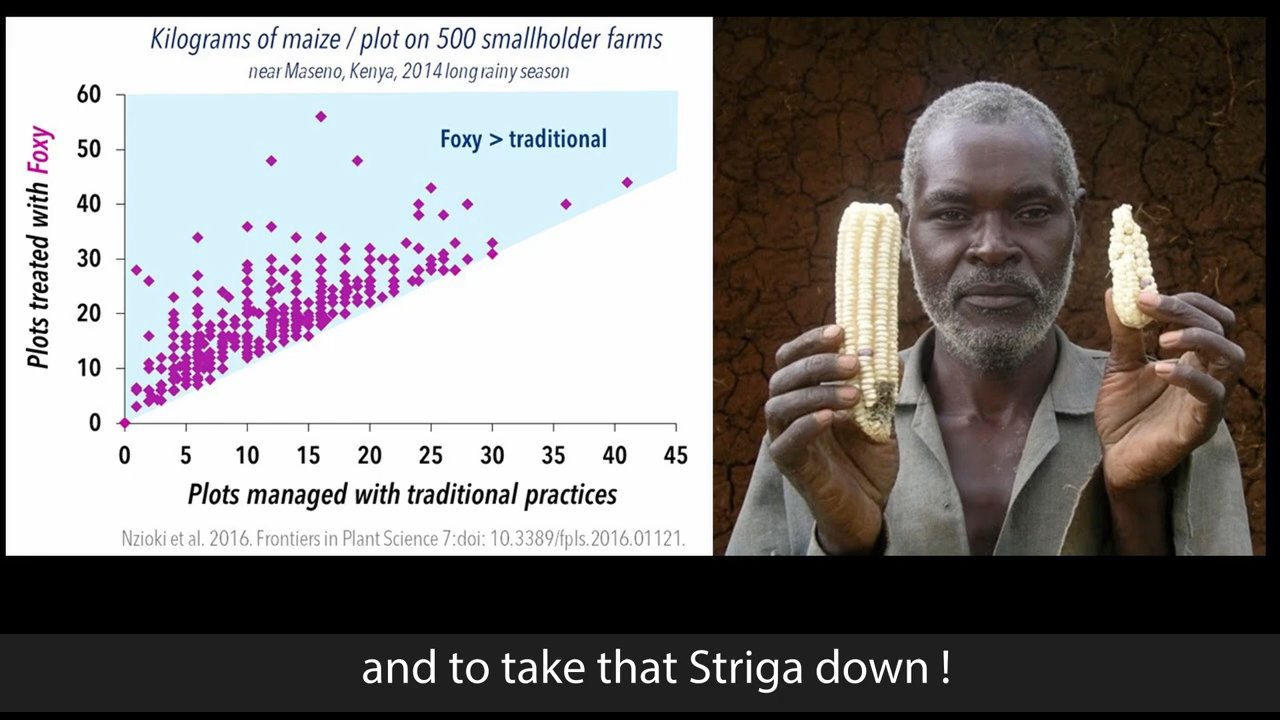 Kilograms of maize / plot on 500 smallholder farms
near Maseno, Kenya, 2014 long rainy season
60
50
40
30
20
10
0
Plots treated with Foxy
Foxy > traditional
0 5 10 15 20 25 30 35 40 45
Plots managed with traditional practices
Nzioki et al. 2016. Frontiers in Plant Science 7:doi: 10.3389/fpls.2016.01121.
and to take that Striga down !